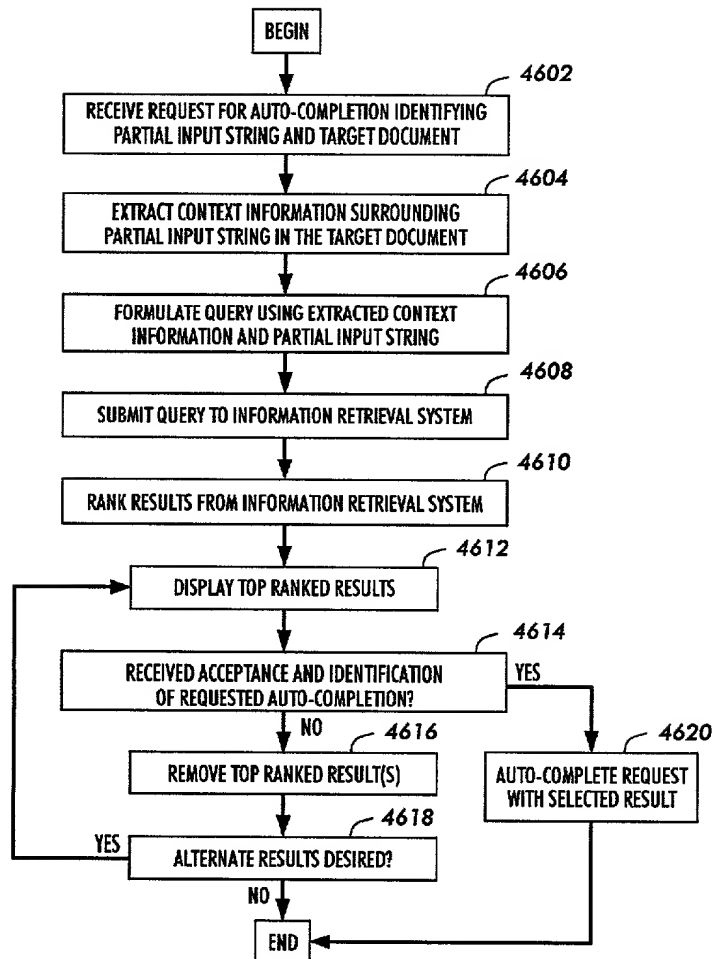 BEGIN
4602
RECEIVE REQUEST FOR AUTO-COMPLETION IDENTIFYING
PARTIAL INPUT STRING AND TARGET DOCUMENT
4604
EXTRACT CONTEXT INFORMATION SURROUNDING
PARTIAL INPUT STRING IN THE TARGET DOCUMENT
4606
FORMULATE QUERY USING EXTRACTED CONTEXT
INFORMATION AND PARTIAL INPUT STRING
4608
SUBMIT QUERY TO INFORMATION RETRIEVAL SYSTEM
4610
RANK RESULTS FROM INFORMATION RETRIEVAL SYSTEM
4612
DISPLAY TOP RANKED RESULTS
4614
RECEIVED ACCEPTANCE AND IDENTIFICATION
OF REQUESTED AUTO-COMPLETION?
YES
NO
4616
REMOVE TOP RANKED RESULT(S)
4620
AUTO-COMPLETE REQUEST
WITH SELECTED RESULT
4618
YES
ALTERNATE RESULTS DESIRED?
NO
END